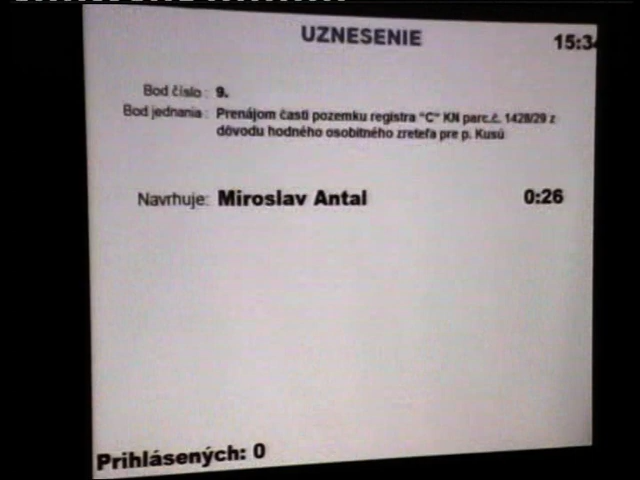 UZNESENIE
15:34
Bod číslo : 9.
Bod jednania : Prenájom časti pozemku registra "C" KN parc.č. 1428/29 z
dôvodu hodného osobitného zreteľa pre p. Kusú
Navrhuje: Miroslav Antal 0:26
Prihlásených: 0